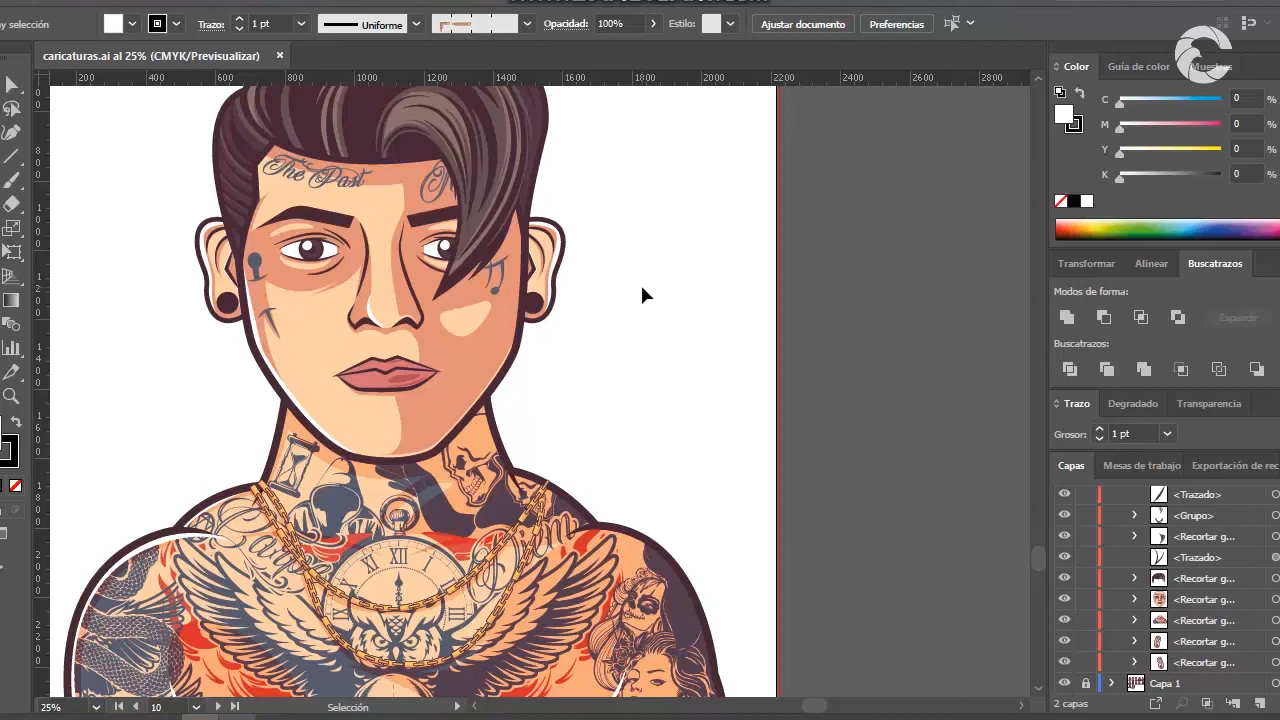 y selección
Trazo: 1 pt
Uniforme
Opacidad: 100%
Estilo:
Ajustar documento
Preferencias
caricaturas.ai al 25% (CMYK/Previsualizar) ×
200 400 600 800 1000 1200 1400 1600 1800 2000 2200 2400 2600 2800
Color Guía de color Muestras
C 0 %
M 0 %
Y 0 %
K 0 %
The Past
XII
I
XI
III
Transformar Alinear Buscatrazos
Modos de forma:
Expandir
Buscatrazos:
Trazo Degradado Transparencia
Grosor: 1 pt
Capas Mesas de trabajo Exportación de rec
<Trazado>
<Grupo>
<Recortar g...
<Trazado>
<Recortar g...
<Recortar g...
<Recortar g...
<Recortar g...
<Recortar g...
Capa 1
2 capas
25%
10
Selección